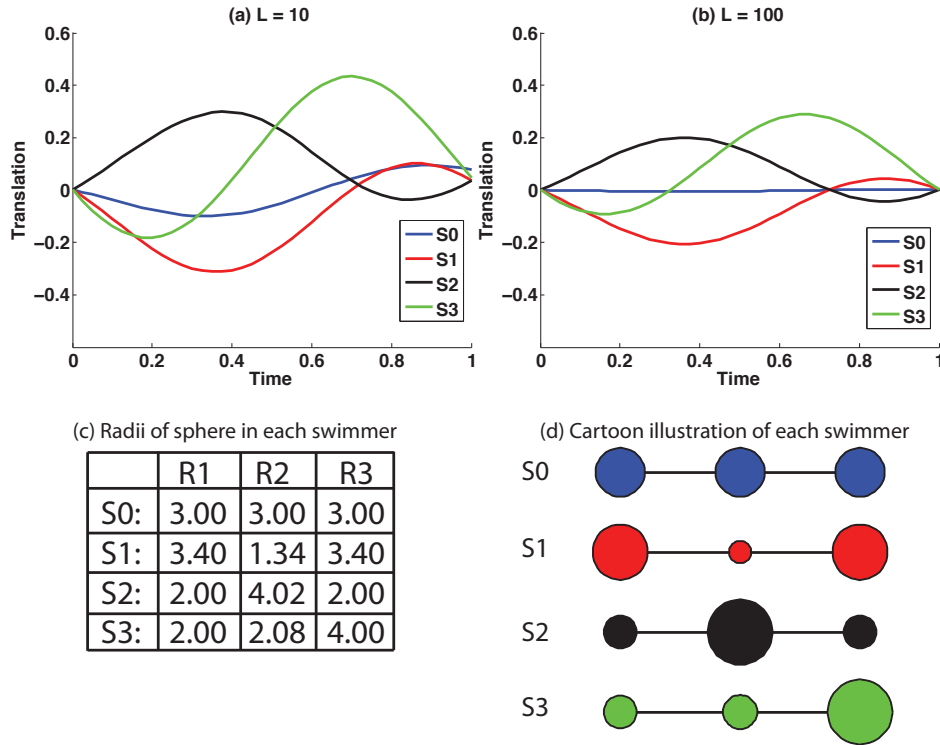 (a) L = 10
0.6
0.4
0.2
0
−0.2
−0.4
Translation
0
0.2
0.4
0.6
0.8
1
Time
S0
S1
S2
S3
(b) L = 100
0.6
0.4
0.2
0
−0.2
−0.4
Translation
0
0.2
0.4
0.6
0.8
1
Time
S0
S1
S2
S3
(c) Radii of sphere in each swimmer
R1 R2 R3
S0: 3.00 3.00 3.00
S1: 3.40 1.34 3.40
S2: 2.00 4.02 2.00
S3: 2.00 2.08 4.00
(d) Cartoon illustration of each swimmer
S0
S1
S2
S3